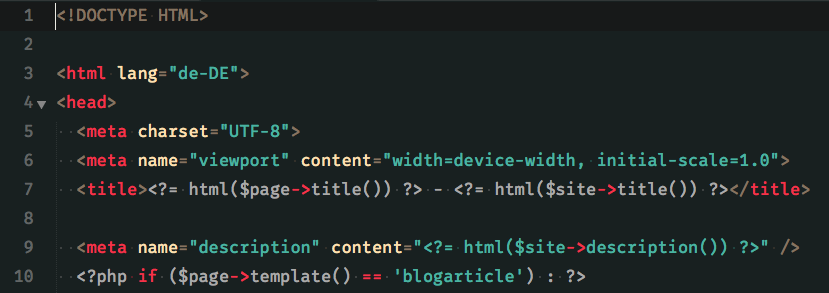 1 <!DOCTYPE HTML>
2
3 <html lang="de-DE">
4 <head>
5   <meta charset="UTF-8">
6   <meta name="viewport" content="width=device-width, initial-scale=1.0">
7   <title><?= html($page->title()) ?> - <?= html($site->title()) ?></title>
8
9   <meta name="description" content="<?= html($site->description()) ?>" />
10   <?php if ($page->template() == 'blogarticle') : ?>